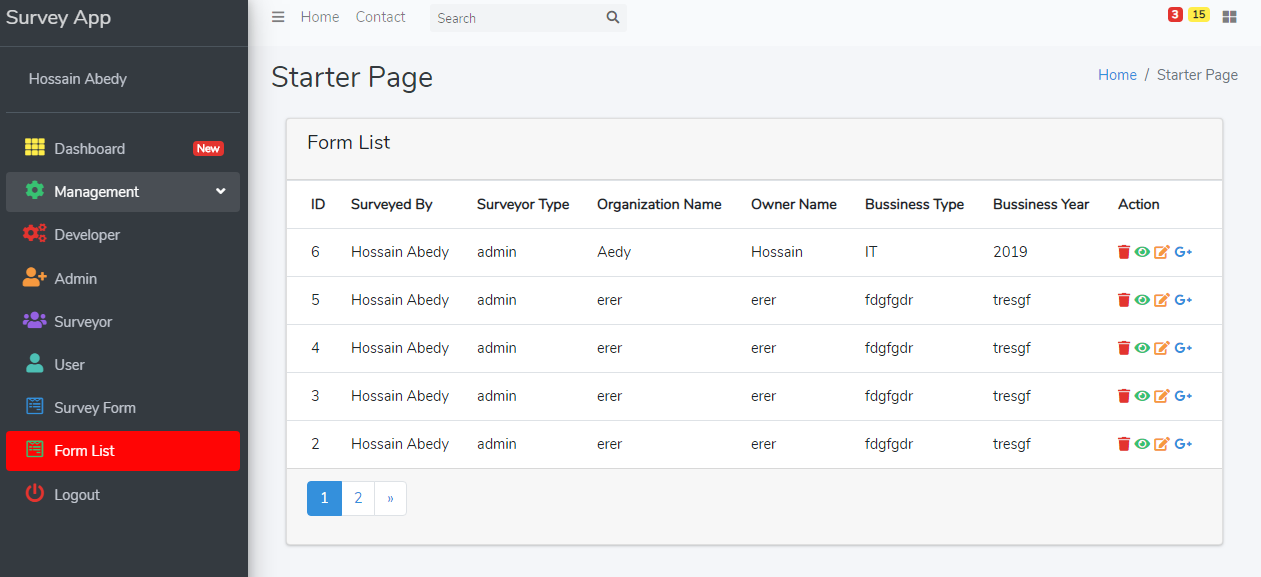 Survey App
Home Contact Search 3 15
Hossain Abedy
Starter Page
Home / Starter Page
Dashboard New
Management
Developer
Admin
Surveyor
User
Survey Form
Form List
Logout
Form List
ID Surveyed By Surveyor Type Organization Name Owner Name Bussiness Type Bussiness Year Action
6 Hossain Abedy admin Aedy Hossain IT 2019 G+
5 Hossain Abedy admin erer erer fdgfgdr tresgf G+
4 Hossain Abedy admin erer erer fdgfgdr tresgf G+
3 Hossain Abedy admin erer erer fdgfgdr tresgf G+
2 Hossain Abedy admin erer erer fdgfgdr tresgf G+
1 2 »